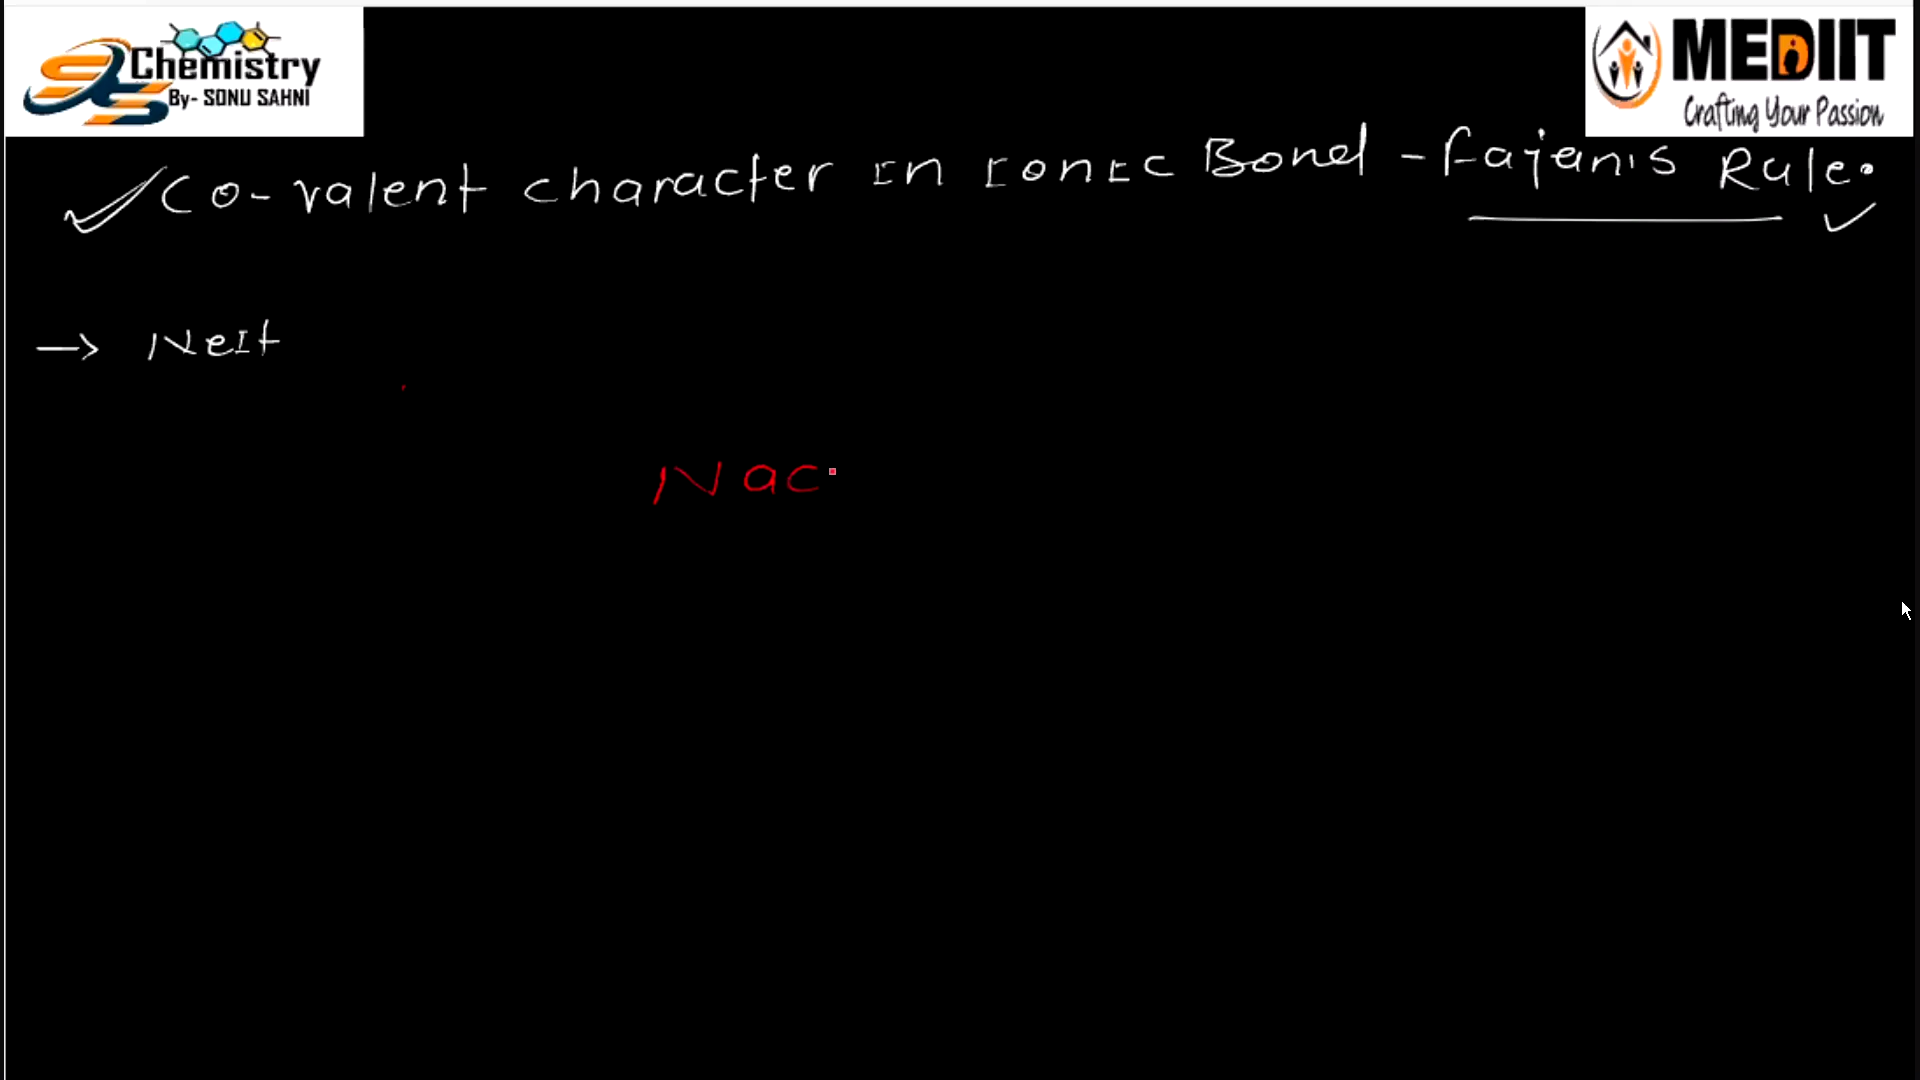 Chemistry
By- SONU SAHNI
MEDIIT
Crafting Your Passion
Co-valent character In Ionic Bond - Fajan's Rule.
→ NeIt
Nac